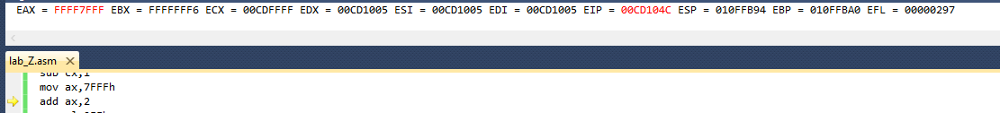 EAX = FFFF7FFF EBX = FFFFFFF6 ECX = 00CDFFFF EDX = 00CD1005 ESI = 00CD1005 EDI = 00CD1005 EIP = 00CD104C ESP = 010FFB94 EBP = 010FFBA0 EFL = 00000297
lab_Z.asm
sub cx,1
mov ax,7FFFh
add ax,2